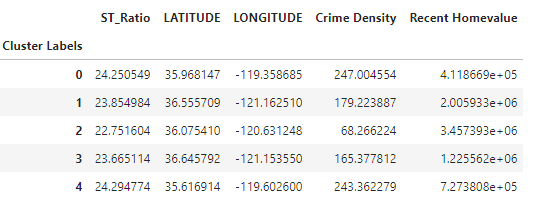 ST_Ratio LATITUDE LONGITUDE Crime Density Recent Homevalue
Cluster Labels
0 24.250549 35.968147 -119.358685 247.004554 4.118669e+05
1 23.854984 36.555709 -121.162510 179.223887 2.005933e+06
2 22.751604 36.075410 -120.631248 68.266224 3.457393e+06
3 23.665114 36.645792 -121.153550 165.377812 1.225562e+06
4 24.294774 35.616914 -119.602600 243.362279 7.273808e+05